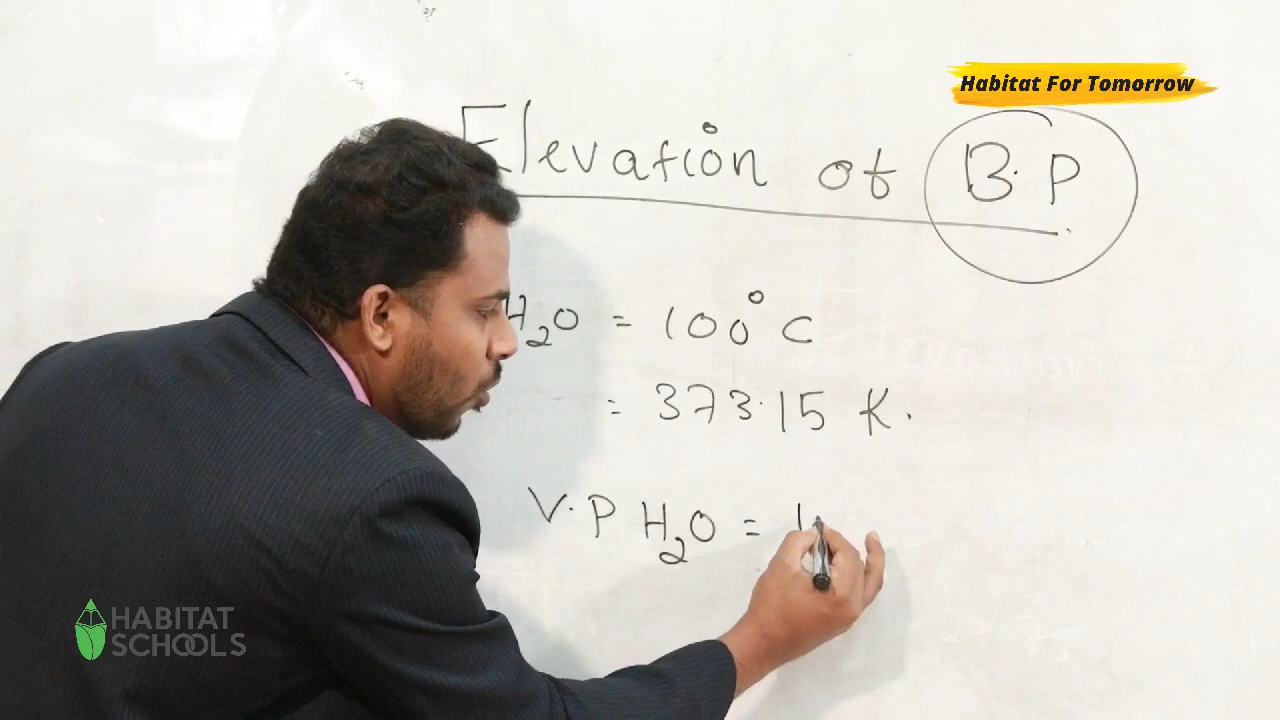 Habitat For Tomorrow
Elevation of B.P
H₂O = 100° C
= 373.15 K.
V.P H₂O =
HABITAT
SCHOOLS